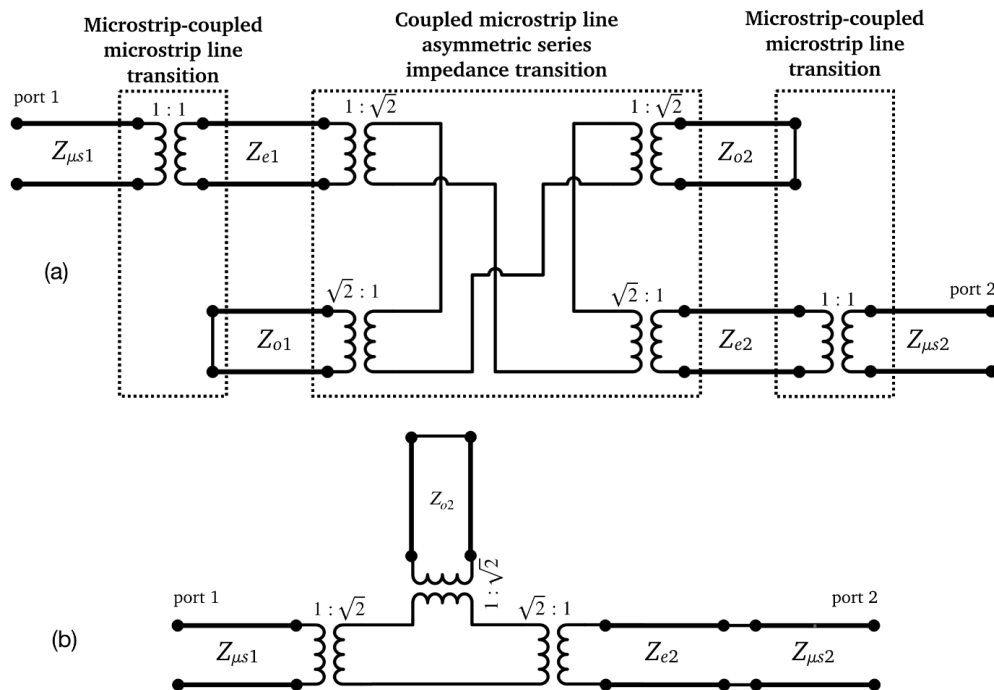 Microstrip-coupled
microstrip line
transition
Coupled microstrip line
asymmetric series
impedance transition
Microstrip-coupled
microstrip line
transition
port 1
1 : 1
1 : √2
1 : √2
Zμs1
Ze1
Zo2
(a)
√2 : 1
√2 : 1
1 : 1
port 2
Zo1
Ze2
Zμs2
Zo2
1 : √2
port 1
1 : √2
√2 : 1
port 2
(b)
Zμs1
Ze2
Zμs2